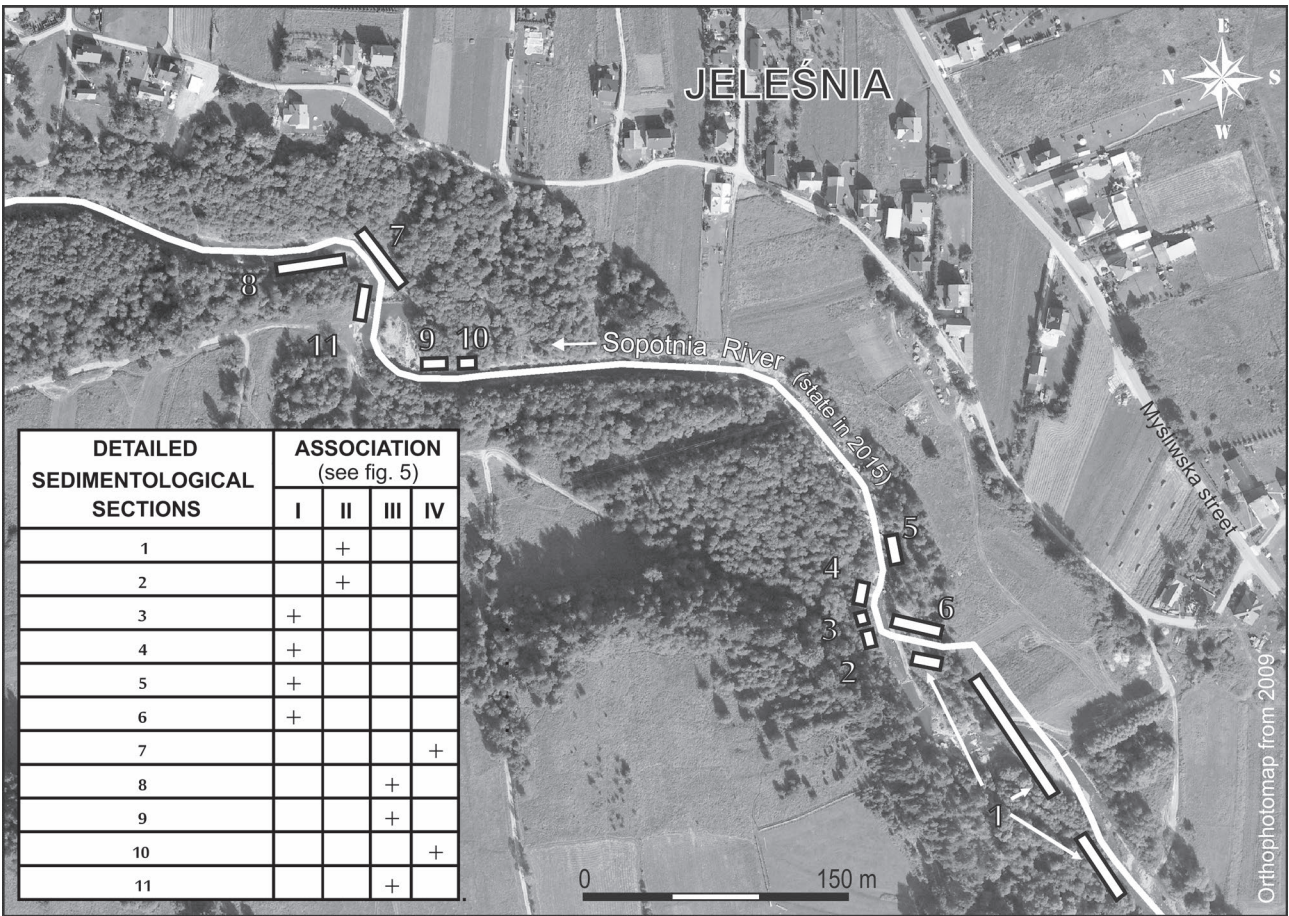 JELEŚNIA
E
N S
W
7
8
11
9 10
Sopotnia River
(state in 2015)
Mysliwska street
5
4
6
3
2
1
DETAILED
SEDIMENTOLOGICAL
SECTIONS
ASSOCIATION
(see fig. 5)
I II III IV
1 +
2 +
3 +
4 +
5 +
6 +
7 +
8 +
9 +
10 +
11 +
0 150 m
Orthophotomap from 2009